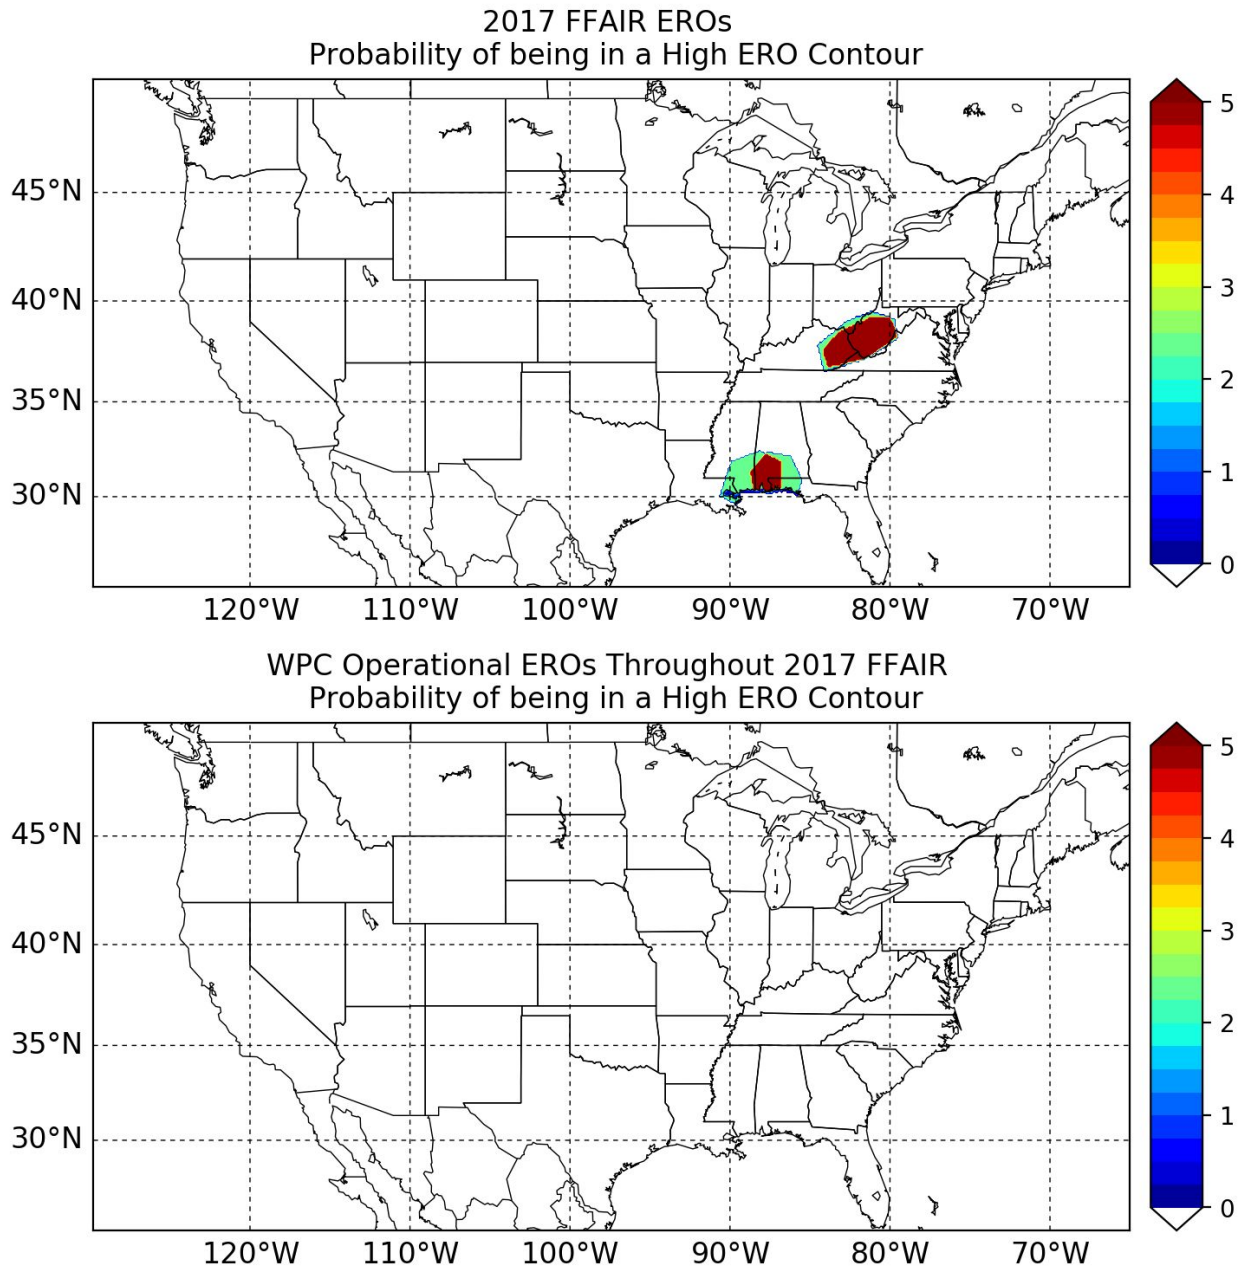 2017 FFAIR EROs
Probability of being in a High ERO Contour
45°N
40°N
35°N
30°N
120°W 110°W 100°W 90°W 80°W 70°W
5
4
3
2
1
0
WPC Operational EROs Throughout 2017 FFAIR
Probability of being in a High ERO Contour
45°N
40°N
35°N
30°N
120°W 110°W 100°W 90°W 80°W 70°W
5
4
3
2
1
0